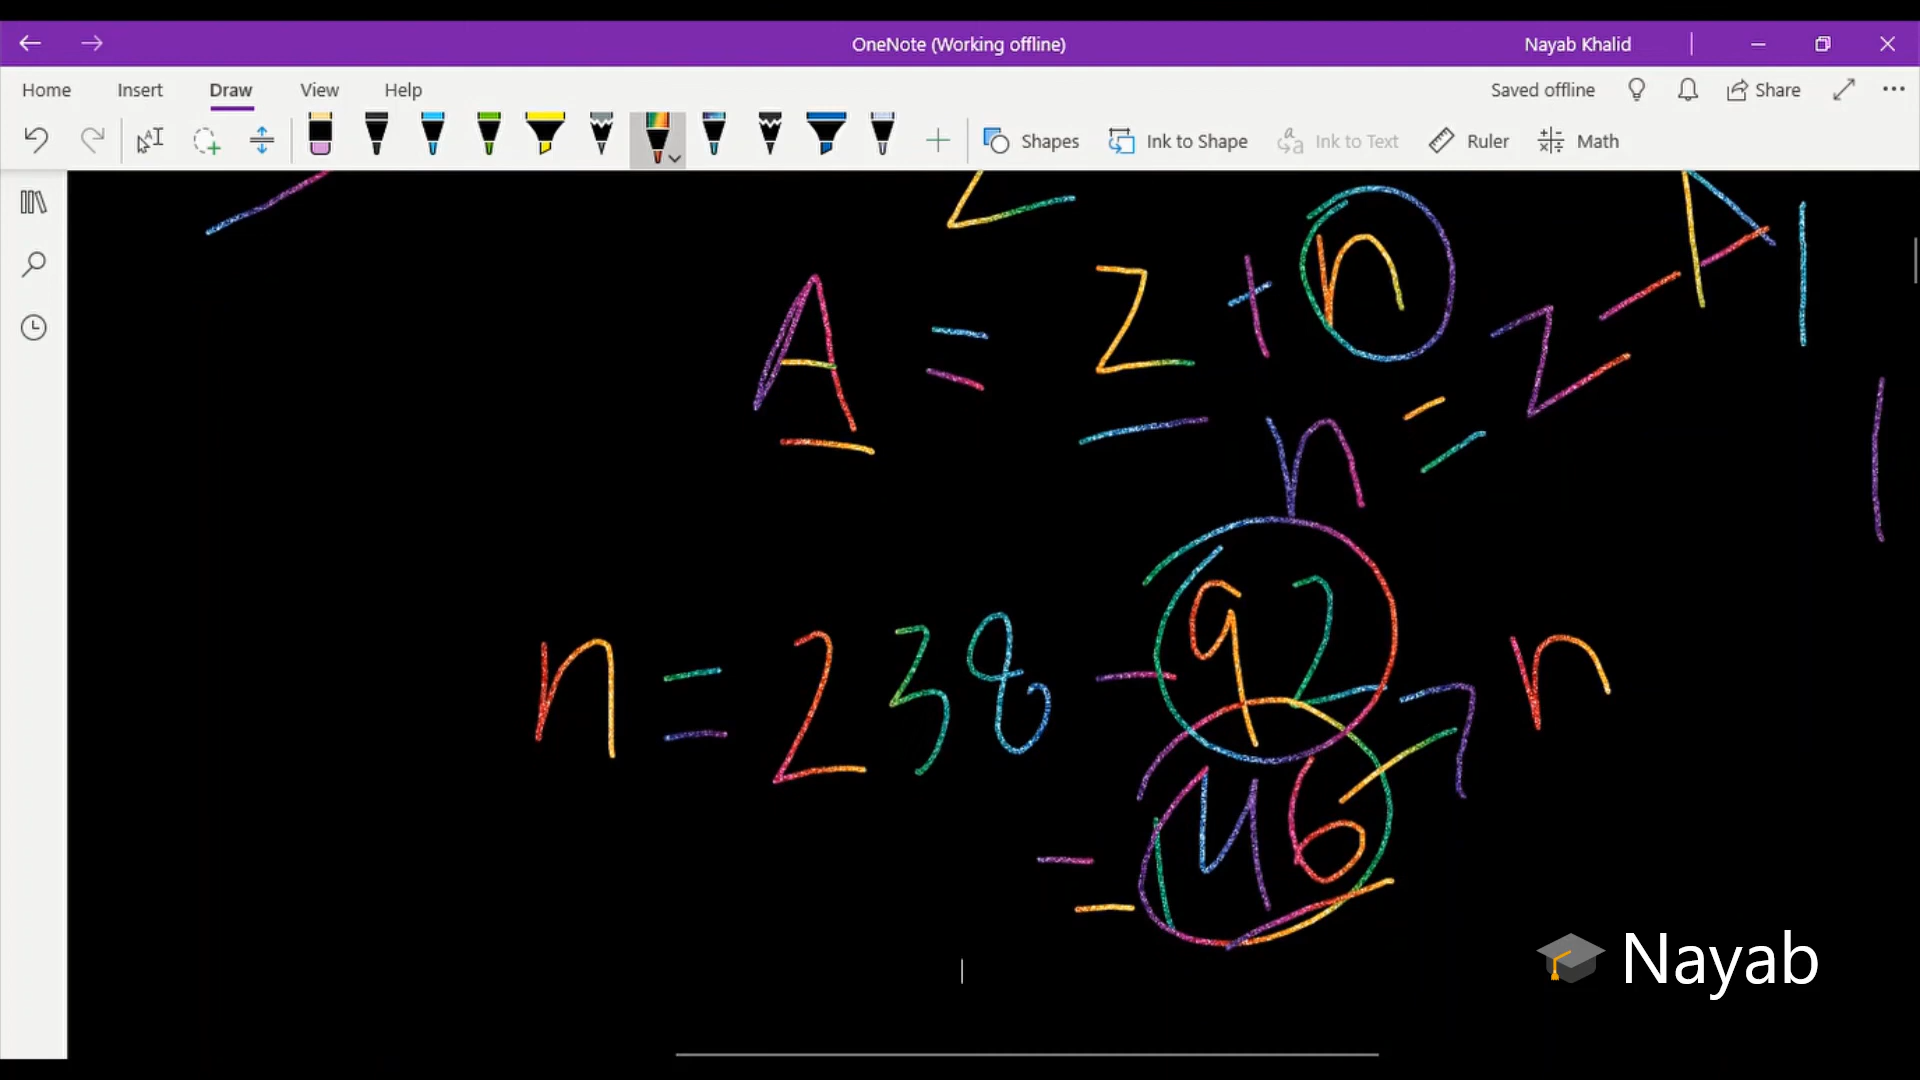 OneNote (Working offline)
Nayab Khalid
Home Insert Draw View Help
Saved offline Share
Shapes Ink to Shape Ink to Text Ruler Math
A = Z + n
n = Z - A
n = 238 - 92 → n
= 146
Nayab